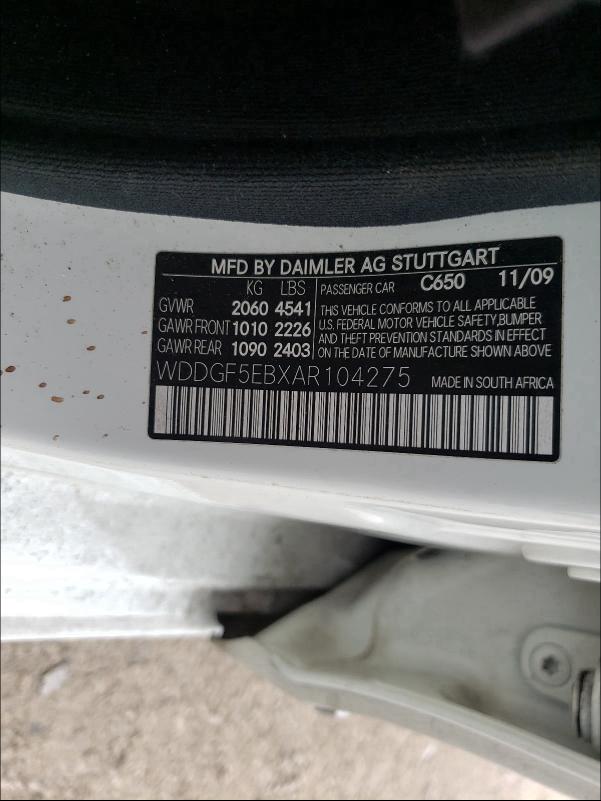 MFD BY DAIMLER AG STUTTGART
KG LBS PASSENGER CAR C650 11/09
GVWR 2060 4541 THIS VEHICLE CONFORMS TO ALL APPLICABLE
GAWR FRONT 1010 2226 U.S. FEDERAL MOTOR VEHICLE SAFETY,BUMPER
GAWR REAR 1090 2403 AND THEFT PREVENTION STANDARDS IN EFFECT
ON THE DATE OF MANUFACTURE SHOWN ABOVE
WDDGF5EBXAR104275 MADE IN SOUTH AFRICA